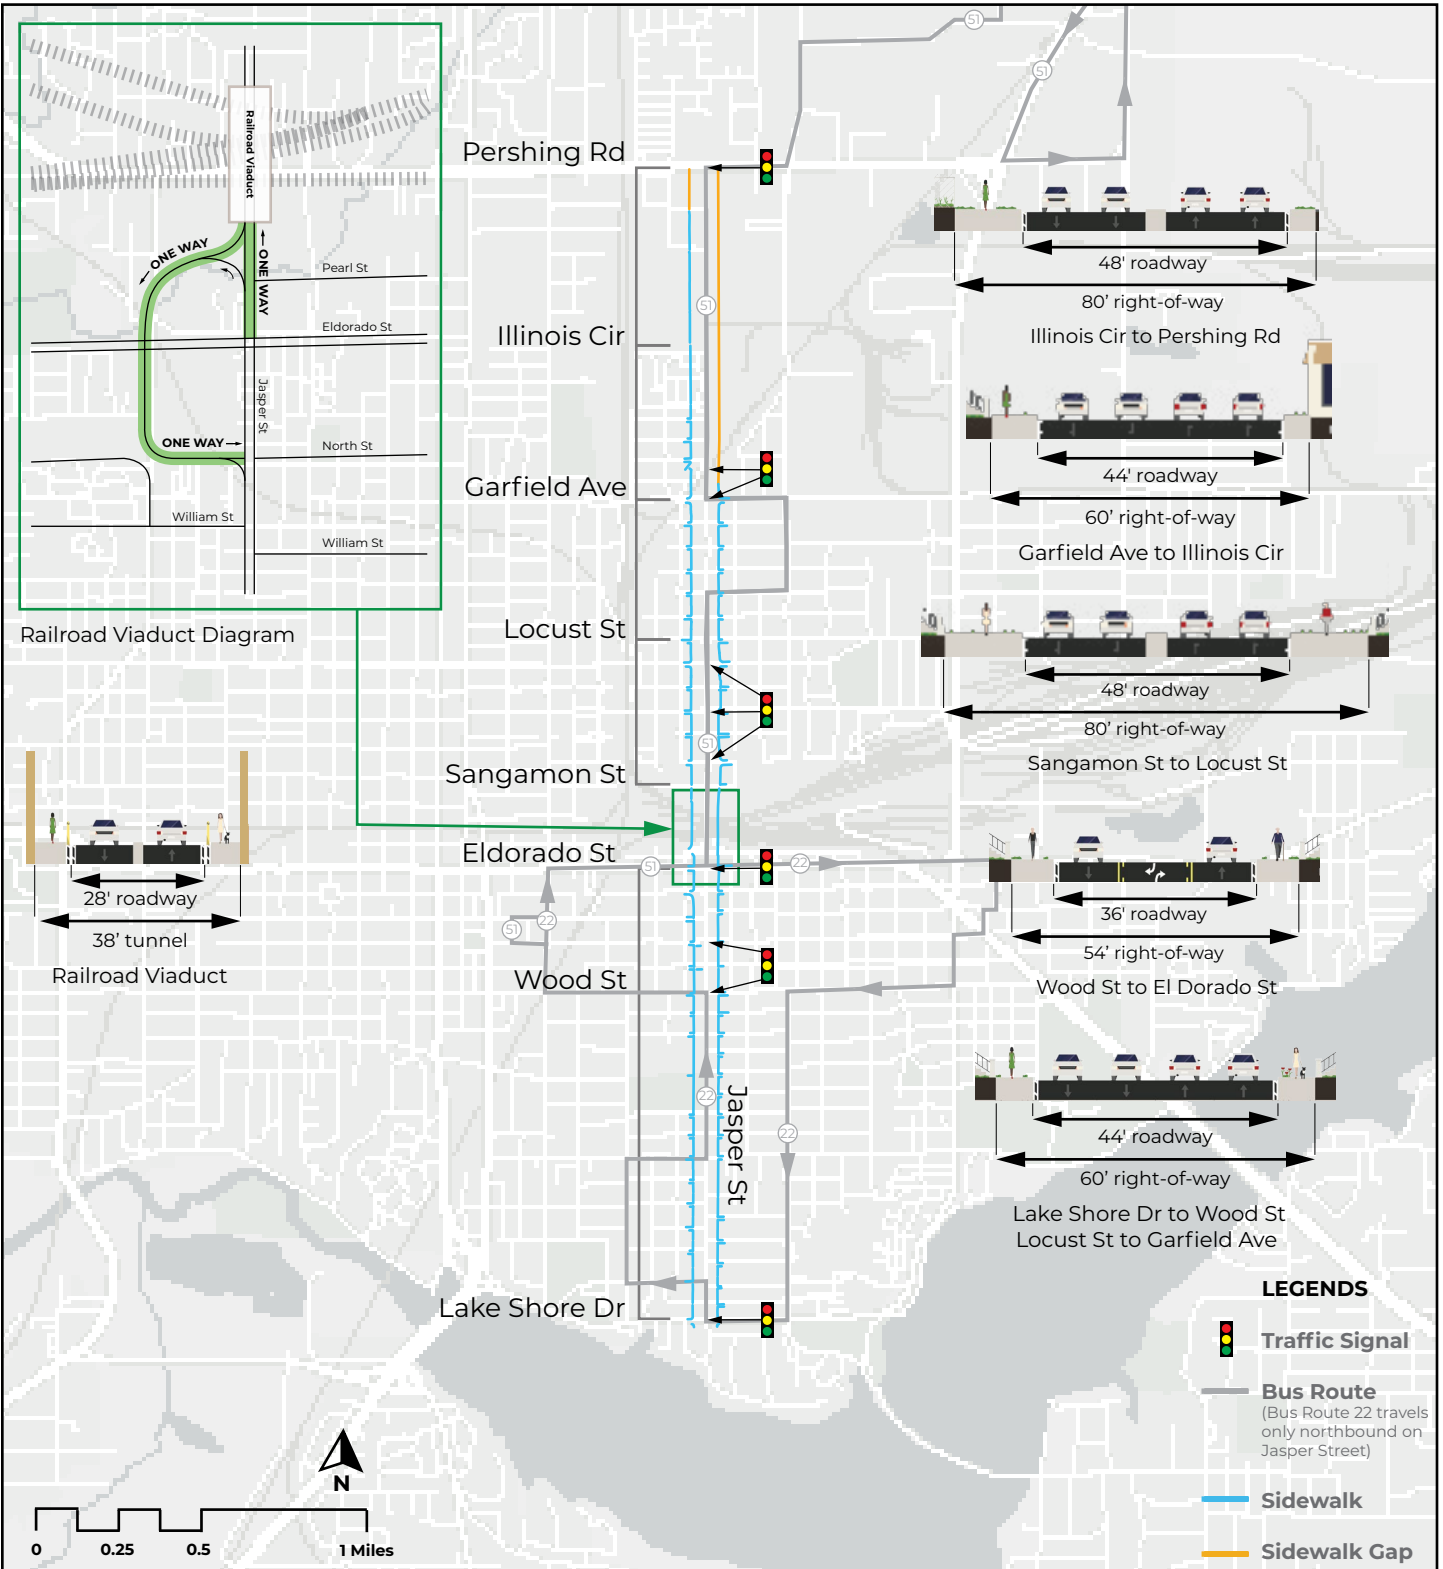 Railroad Viaduct
ONE WAY
ONE WAY
Pearl St
Eldorado St
Jasper St
ONE WAY
North St
William St
William St
Railroad Viaduct Diagram
28' roadway
38' tunnel
Railroad Viaduct
Pershing Rd
Illinois Cir
Garfield Ave
Locust St
Sangamon St
Eldorado St
Wood St
Lake Shore Dr
Jasper St
51
51
51
51
51
51
22
22
22
22
48' roadway
80' right-of-way
Illinois Cir to Pershing Rd
44' roadway
60' right-of-way
Garfield Ave to Illinois Cir
48' roadway
80' right-of-way
Sangamon St to Locust St
36' roadway
54' right-of-way
Wood St to El Dorado St
44' roadway
60' right-of-way
Lake Shore Dr to Wood St
Locust St to Garfield Ave
LEGENDS
Traffic Signal
Bus Route
(Bus Route 22 travels
only northbound on
Jasper Street)
Sidewalk
Sidewalk Gap
N
0 0.25 0.5 1 Miles